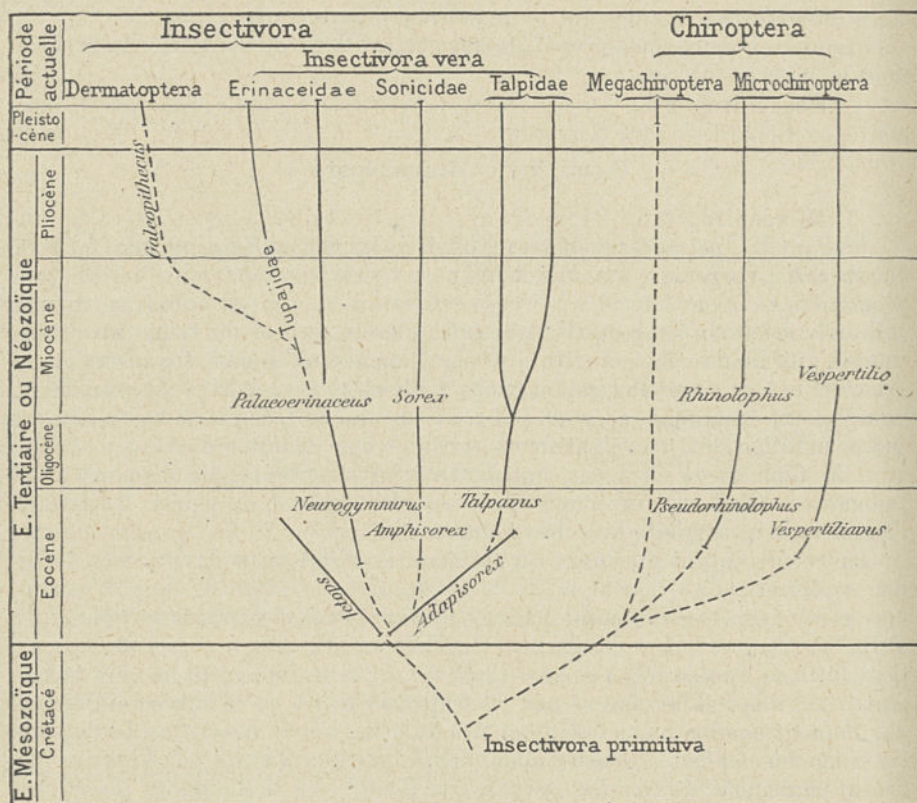 Période
actuelle
Insectivora
Chiroptera
Insectivora vera
Dermatoptera
Erinaceidae
Soricidae
Talpidae
Megachiroptera
Microchiroptera
Pleisto
-cène
E. Tertiaire ou Néozoïque
Pliocène
Galeopithecus
Tupajidae
Miocène
Palaeoerinaceus
Sorex
Rhinolophus
Vespertilio
Oligocène
Eocène
Neurogymnurus
Talpavus
Pseudorhinolophus
Amphisorex
Vespertiliavus
Ictops
Adapisorex
E. Mésozoïque
Crétacé
Insectivora primitiva